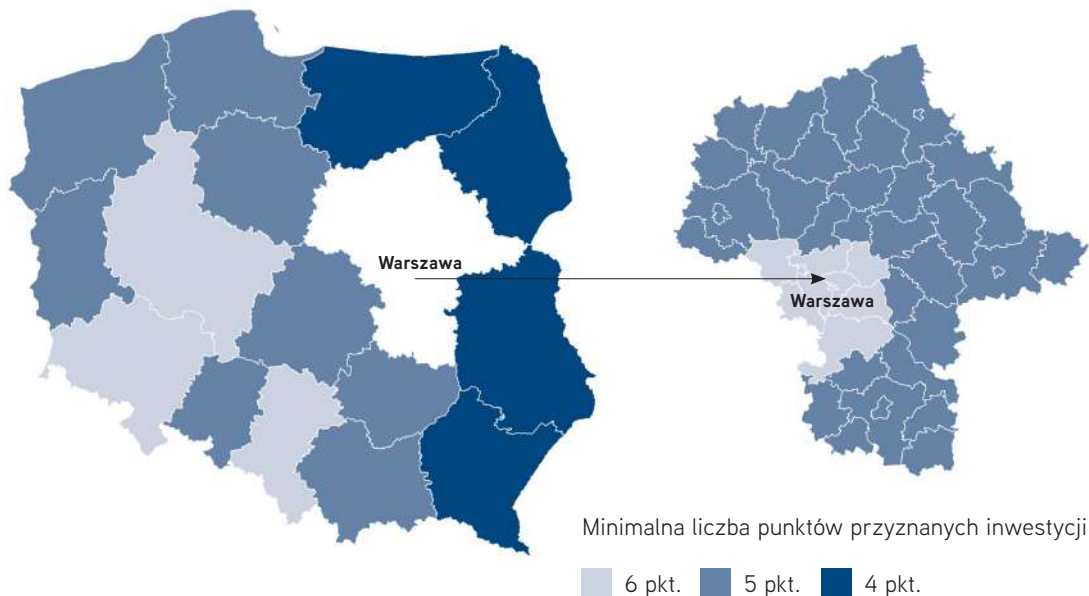 Warszawa
Warszawa
Minimalna liczba punktów przyznanych inwestycji
6 pkt. 5 pkt. 4 pkt.